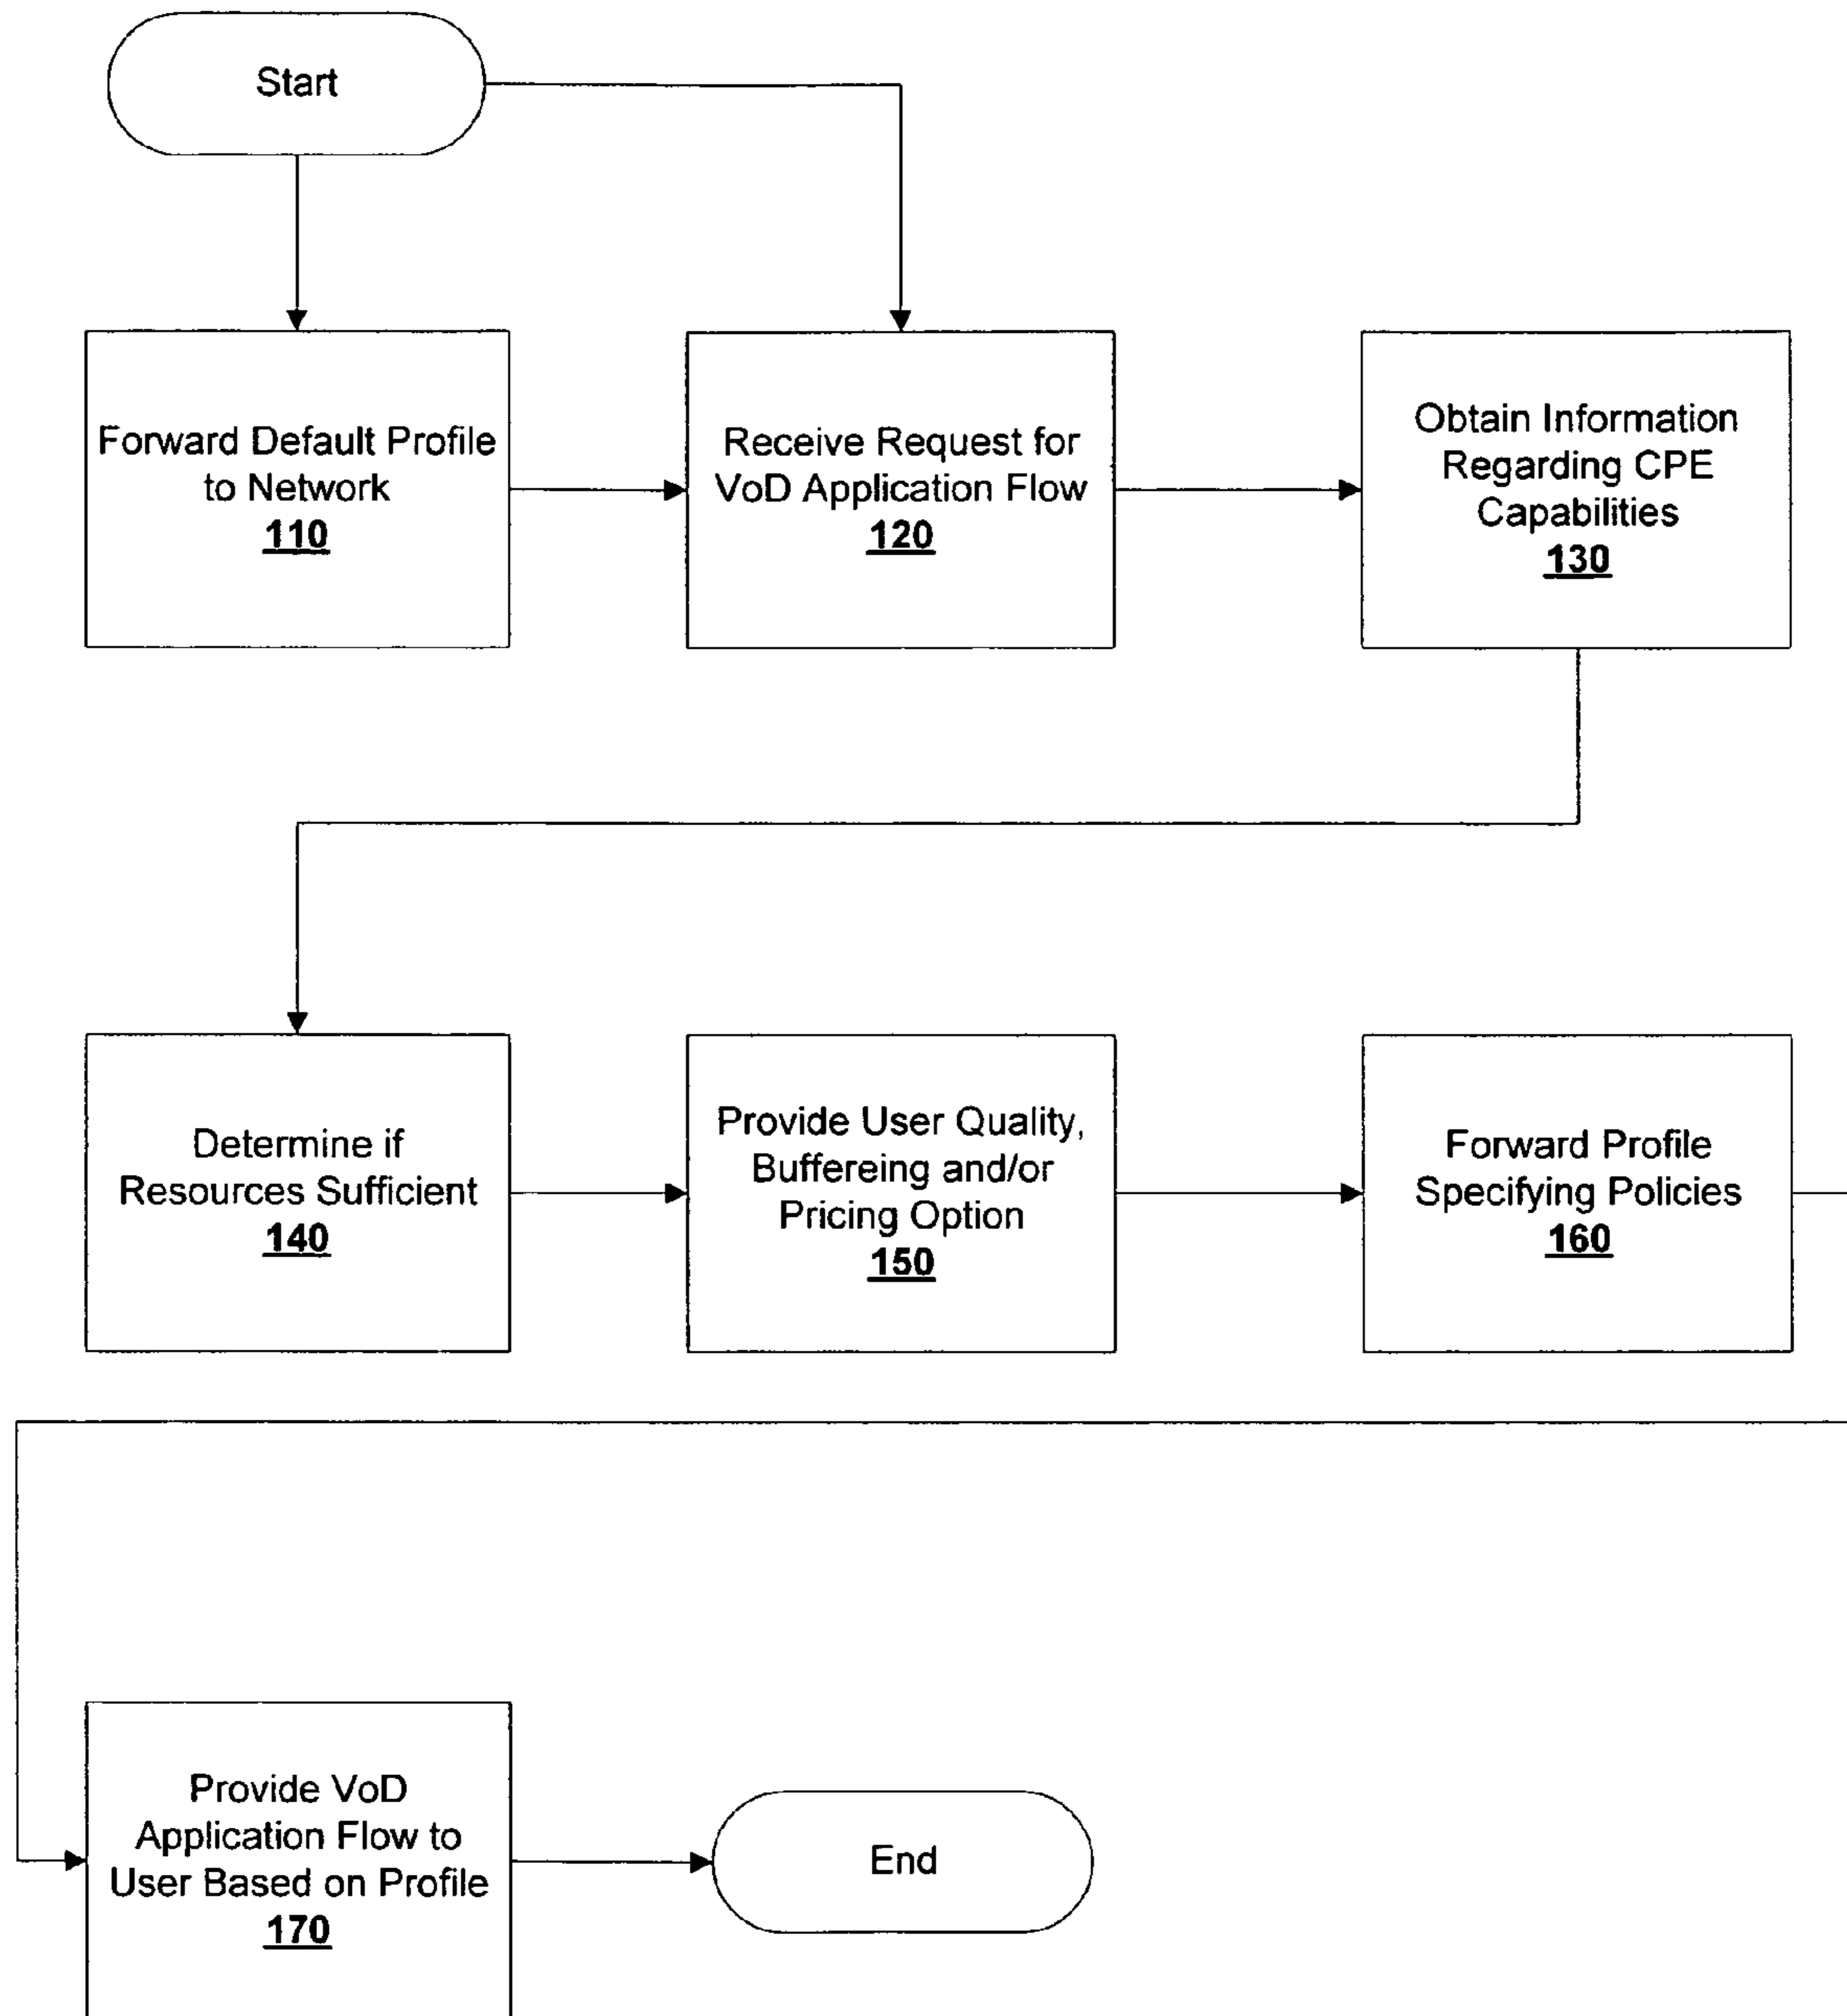 Start
Forward Default Profile
to Network
110
Receive Request for
VoD Application Flow
120
Obtain Information
Regarding CPE
Capabilities
130
Determine if
Resources Sufficient
140
Provide User Quality,
Buffereing and/or
Pricing Option
150
Forward Profile
Specifying Policies
160
Provide VoD
Application Flow to
User Based on Profile
170
End